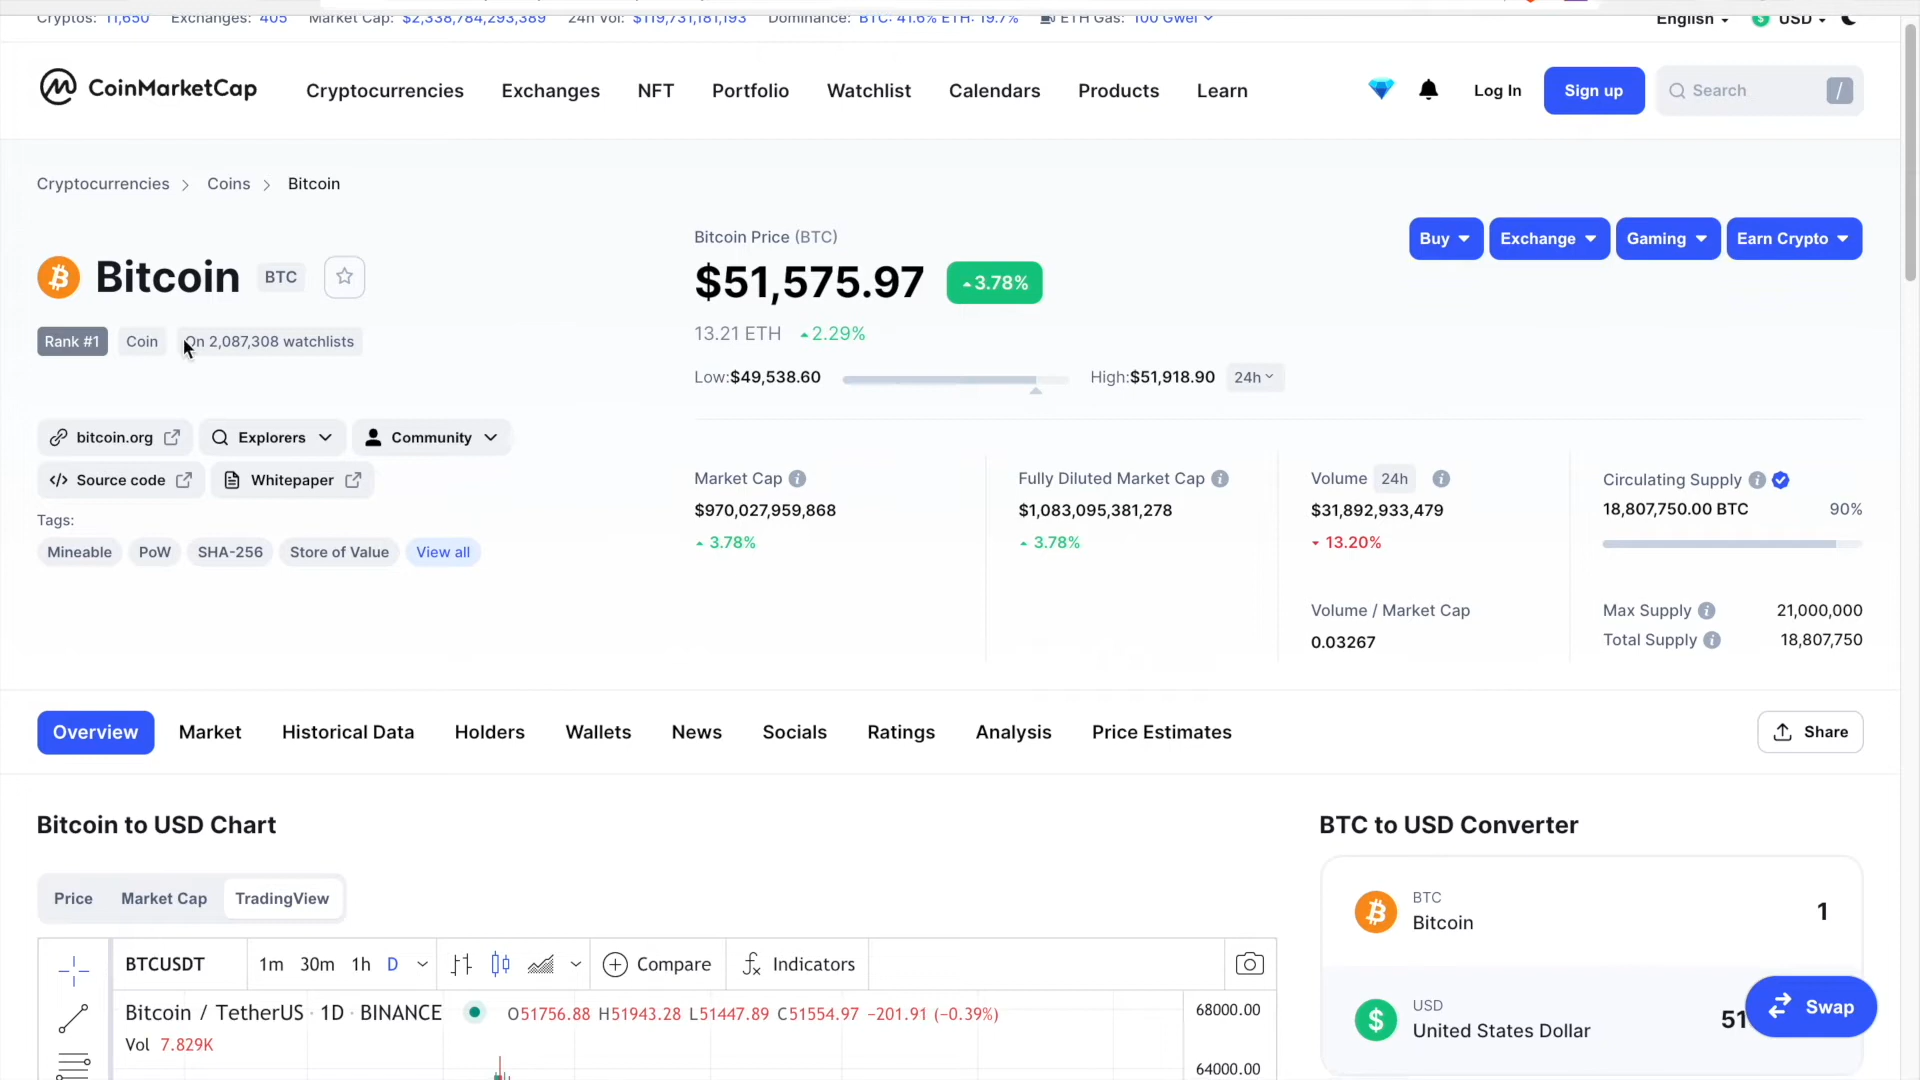 Cryptos: 11,650 Exchanges: 405 Market Cap: $2,338,784,293,389 24h Vol: $119,731,181,193 Dominance: BTC: 41.6% ETH: 19.7% ETH Gas: 100 Gwei English USD
CoinMarketCap Cryptocurrencies Exchanges NFT Portfolio Watchlist Calendars Products Learn Log In Sign up Search /
Cryptocurrencies > Coins > Bitcoin
Bitcoin BTC
Rank #1 Coin On 2,087,308 watchlists
bitcoin.org Explorers Community
Source code Whitepaper
Tags:
Mineable PoW SHA-256 Store of Value View all
Bitcoin Price (BTC)
$51,575.97 3.78%
13.21 ETH 2.29%
Low:$49,538.60 High:$51,918.90 24h
Buy Exchange Gaming Earn Crypto
Market Cap
$970,027,959,868
3.78%
Fully Diluted Market Cap
$1,083,095,381,278
3.78%
Volume 24h
$31,892,933,479
13.20%
Volume / Market Cap
0.03267
Circulating Supply
18,807,750.00 BTC 90%
Max Supply 21,000,000
Total Supply 18,807,750
Overview Market Historical Data Holders Wallets News Socials Ratings Analysis Price Estimates Share
Bitcoin to USD Chart
Price Market Cap TradingView
BTCUSDT 1m 30m 1h D Compare Indicators
Bitcoin / TetherUS · 1D · BINANCE O51756.88 H51943.28 L51447.89 C51554.97 −201.91 (−0.39%)
Vol 7.829K
68000.00
64000.00
BTC to USD Converter
BTC
Bitcoin 1
USD
United States Dollar 51
Swap